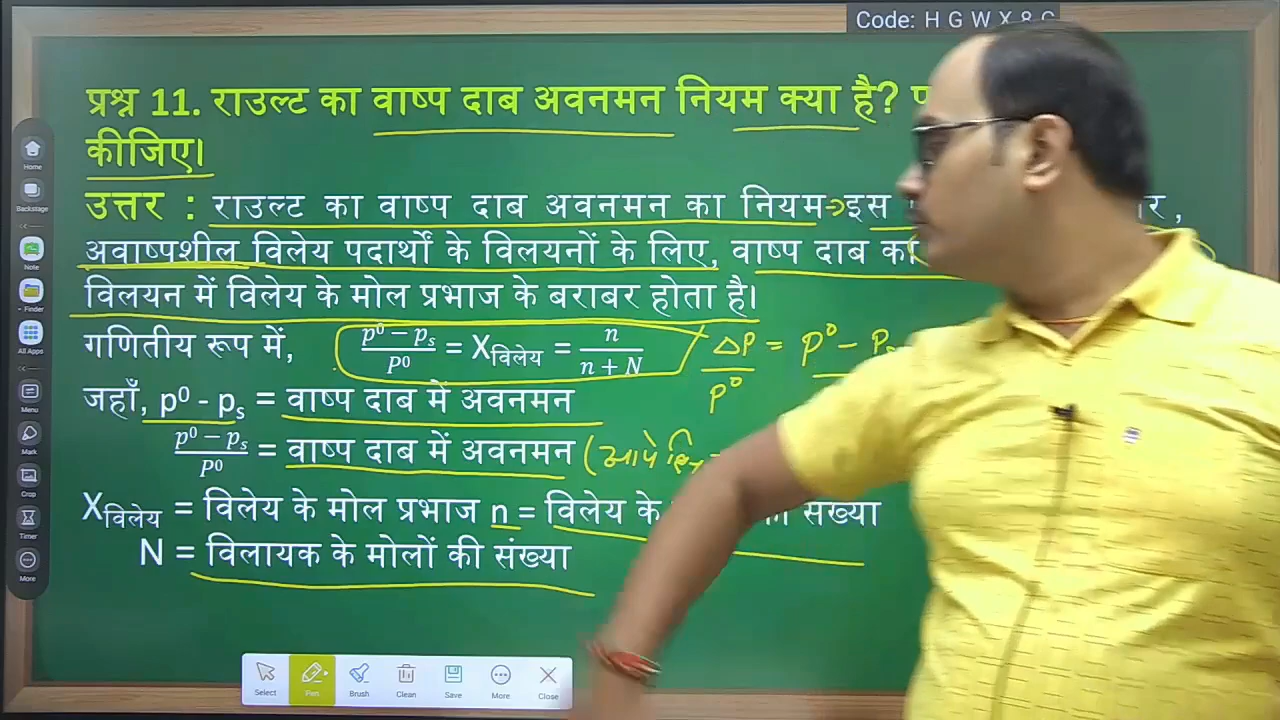 Code: H G W X 8
प्रश्न 11. राउल्ट का वाष्प दाब अवनमन नियम क्या है?
कीजिए।
उत्तर : राउल्ट का वाष्प दाब अवनमन का नियम→इस
अवाष्पशील विलेय पदार्थों के विलयनों के लिए, वाष्प दाब का
विलयन में विलेय के मोल प्रभाज के बराबर होता है।
गणितीय रूप में, (p⁰ – pₛ)/P⁰ = Xविलेय = n/(n + N) ΔP/p⁰ = p⁰ – P
जहाँ, p⁰ - pₛ = वाष्प दाब में अवनमन
(p⁰ – pₛ)/P⁰ = वाष्प दाब में अवनमन
Xविलेय = विलेय के मोल प्रभाज n = विलेय के संख्या
N = विलायक के मोलों की संख्या
Home
Backstage
Note
Finder
All Apps
Menu
Mark
Crop
Timer
More
Select Pen Brush Clean Save More Close